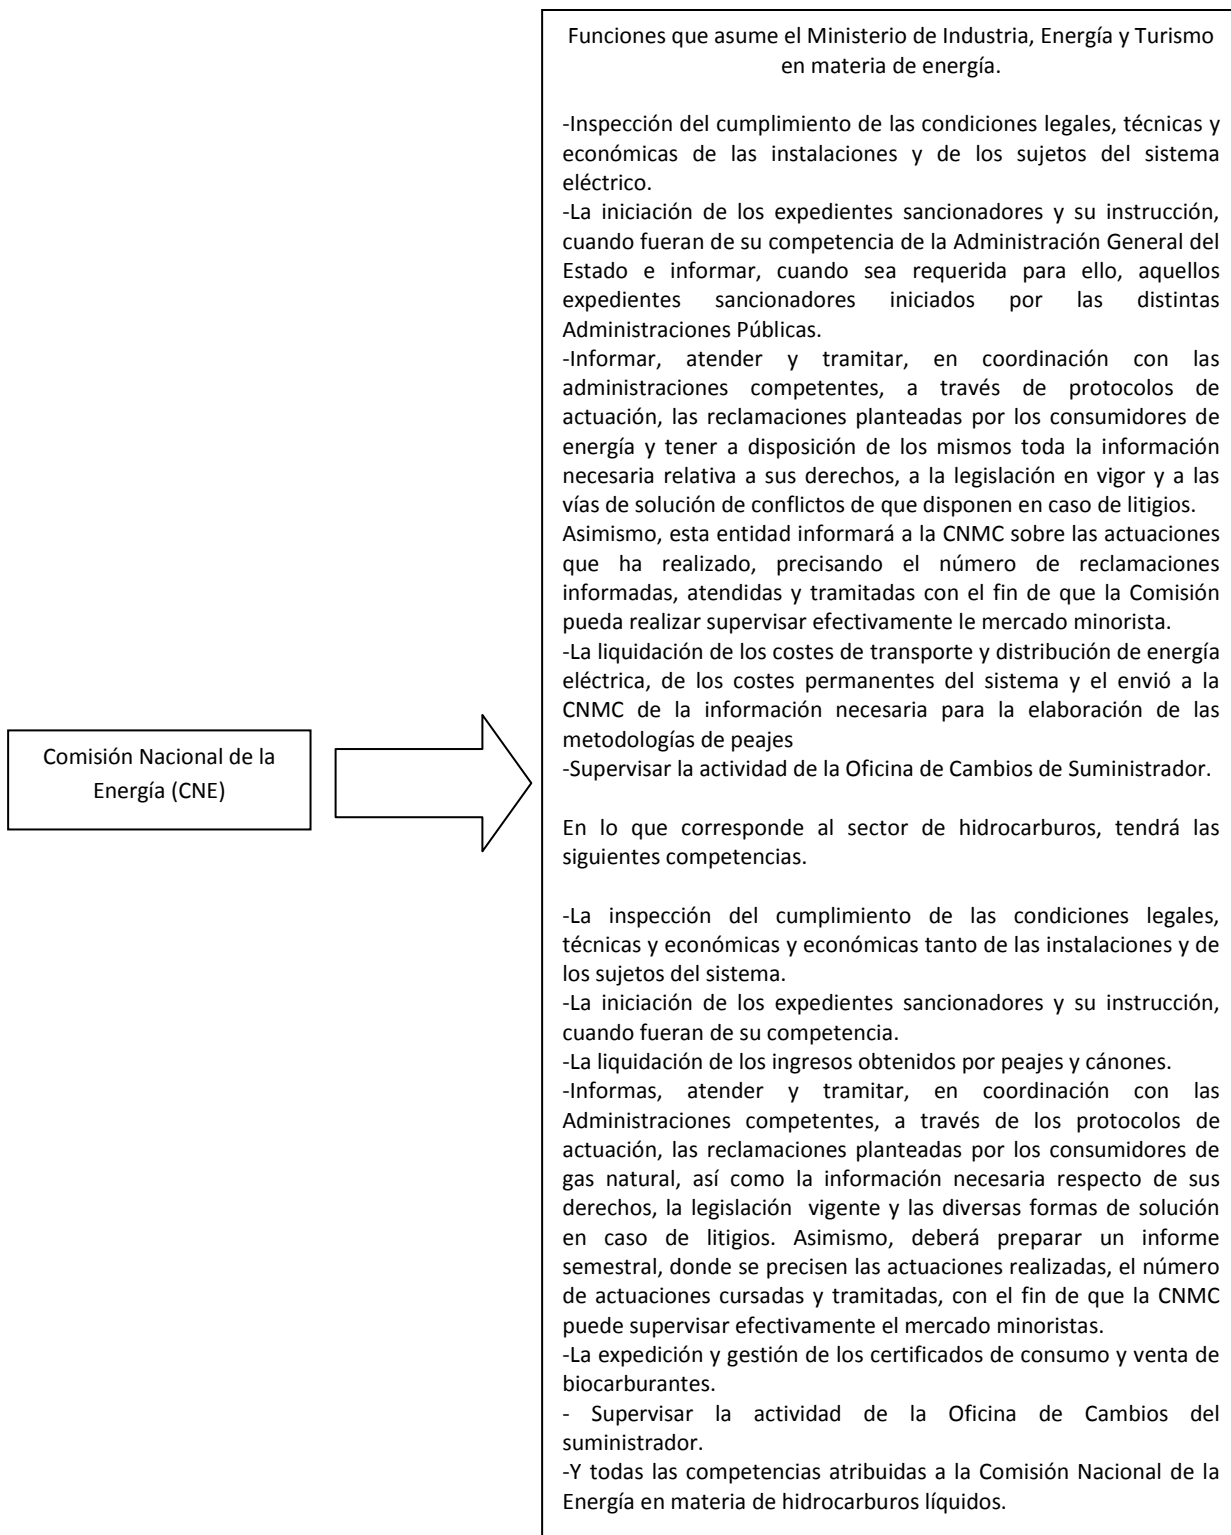 Funciones que asume el Ministerio de Industria, Energía y Turismo
en materia de energía.
-Inspección del cumplimiento de las condiciones legales, técnicas y
económicas de las instalaciones y de los sujetos del sistema
eléctrico.
-La iniciación de los expedientes sancionadores y su instrucción,
cuando fueran de su competencia de la Administración General del
Estado e informar, cuando sea requerida para ello, aquellos
expedientes sancionadores iniciados por las distintas
Administraciones Públicas.
-Informar, atender y tramitar, en coordinación con las
administraciones competentes, a través de protocolos de
actuación, las reclamaciones planteadas por los consumidores de
energía y tener a disposición de los mismos toda la información
necesaria relativa a sus derechos, a la legislación en vigor y a las
vías de solución de conflictos de que disponen en caso de litigios.
Asimismo, esta entidad informará a la CNMC sobre las actuaciones
que ha realizado, precisando el número de reclamaciones
informadas, atendidas y tramitadas con el fin de que la Comisión
pueda realizar supervisar efectivamente le mercado minorista.
-La liquidación de los costes de transporte y distribución de energía
eléctrica, de los costes permanentes del sistema y el envió a la
CNMC de la información necesaria para la elaboración de las
metodologías de peajes
-Supervisar la actividad de la Oficina de Cambios de Suministrador.
Comisión Nacional de la
Energía (CNE)
En lo que corresponde al sector de hidrocarburos, tendrá las
siguientes competencias.
-La inspección del cumplimiento de las condiciones legales,
técnicas y económicas y económicas tanto de las instalaciones y de
los sujetos del sistema.
-La iniciación de los expedientes sancionadores y su instrucción,
cuando fueran de su competencia.
-La liquidación de los ingresos obtenidos por peajes y cánones.
-Informas, atender y tramitar, en coordinación con las
Administraciones competentes, a través de los protocolos de
actuación, las reclamaciones planteadas por los consumidores de
gas natural, así como la información necesaria respecto de sus
derechos, la legislación vigente y las diversas formas de solución
en caso de litigios. Asimismo, deberá preparar un informe
semestral, donde se precisen las actuaciones realizadas, el número
de actuaciones cursadas y tramitadas, con el fin de que la CNMC
puede supervisar efectivamente el mercado minoristas.
-La expedición y gestión de los certificados de consumo y venta de
biocarburantes.
- Supervisar la actividad de la Oficina de Cambios del
suministrador.
-Y todas las competencias atribuidas a la Comisión Nacional de la
Energía en materia de hidrocarburos líquidos.